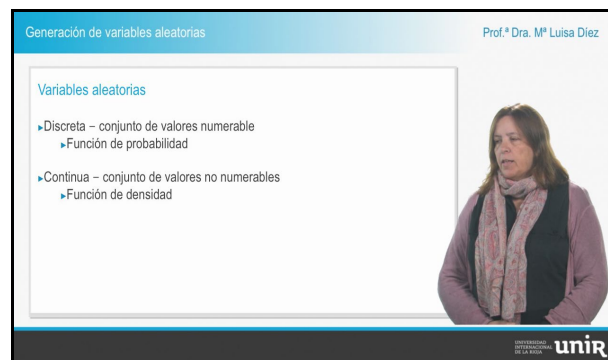 Generación de variables aleatorias
Prof.ª Dra. Mª Luisa Díez
Variables aleatorias
▸Discreta – conjunto de valores numerable
▸Función de probabilidad
▸Continua – conjunto de valores no numerables
▸Función de densidad
UNIVERSIDAD
INTERNACIONAL
DE LA RIOJA
unir